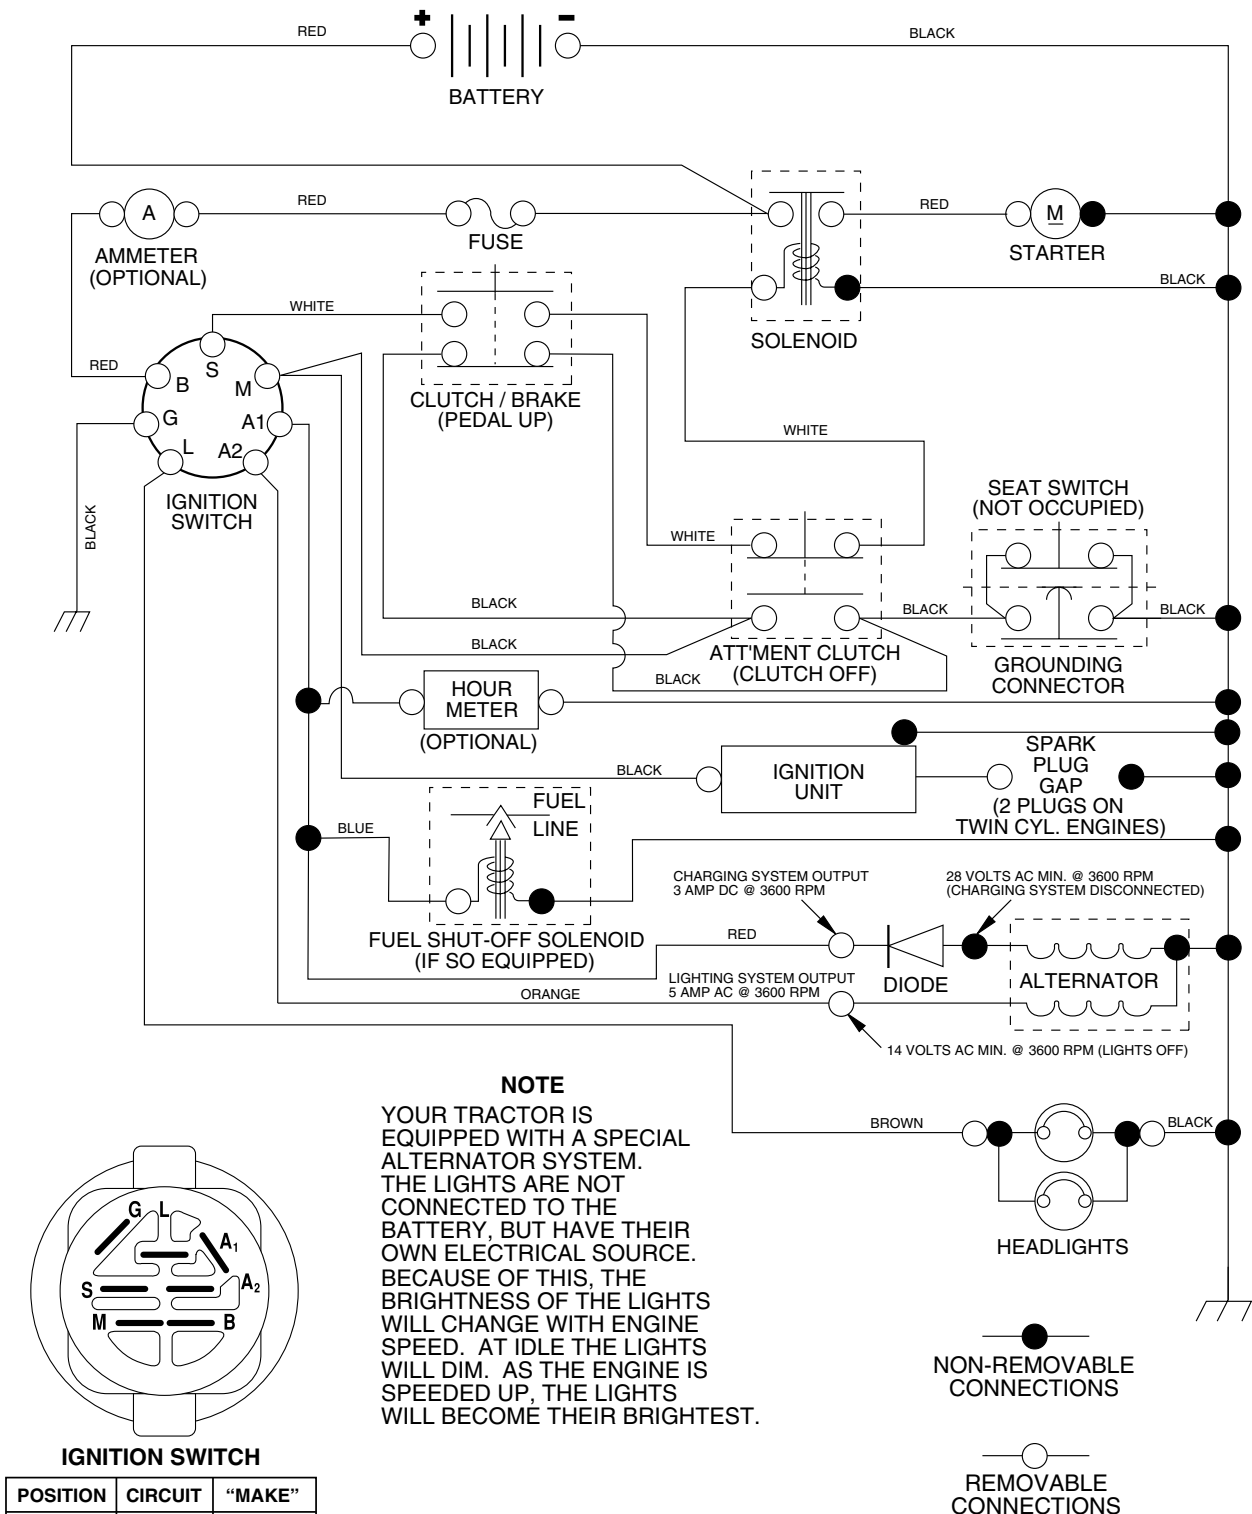 + -
RED
BLACK
BATTERY
A
RED
FUSE
RED
M
STARTER
AMMETER
(OPTIONAL)
BLACK
SOLENOID
WHITE
CLUTCH / BRAKE
(PEDAL UP)
RED
S
B
M
G
A1
L
A2
IGNITION
SWITCH
BLACK
WHITE
SEAT SWITCH
(NOT OCCUPIED)
WHITE
BLACK
BLACK
BLACK
BLACK
ATT'MENT CLUTCH
(CLUTCH OFF)
BLACK
GROUNDING
CONNECTOR
HOUR
METER
(OPTIONAL)
BLACK
IGNITION
UNIT
SPARK
PLUG
GAP
(2 PLUGS ON
TWIN CYL. ENGINES)
FUEL
LINE
BLUE
FUEL SHUT-OFF SOLENOID
(IF SO EQUIPPED)
CHARGING SYSTEM OUTPUT
3 AMP DC @ 3600 RPM
28 VOLTS AC MIN. @ 3600 RPM
(CHARGING SYSTEM DISCONNECTED)
RED
DIODE
ALTERNATOR
LIGHTING SYSTEM OUTPUT
5 AMP AC @ 3600 RPM
ORANGE
14 VOLTS AC MIN. @ 3600 RPM (LIGHTS OFF)
BROWN
BLACK
HEADLIGHTS
NOTE
YOUR TRACTOR IS
EQUIPPED WITH A SPECIAL
ALTERNATOR SYSTEM.
THE LIGHTS ARE NOT
CONNECTED TO THE
BATTERY, BUT HAVE THEIR
OWN ELECTRICAL SOURCE.
BECAUSE OF THIS, THE
BRIGHTNESS OF THE LIGHTS
WILL CHANGE WITH ENGINE
SPEED. AT IDLE THE LIGHTS
WILL DIM. AS THE ENGINE IS
SPEEDED UP, THE LIGHTS
WILL BECOME THEIR BRIGHTEST.
G
L
A1
S
A2
M
B
IGNITION SWITCH
POSITION CIRCUIT “MAKE”
NON-REMOVABLE
CONNECTIONS
REMOVABLE
CONNECTIONS